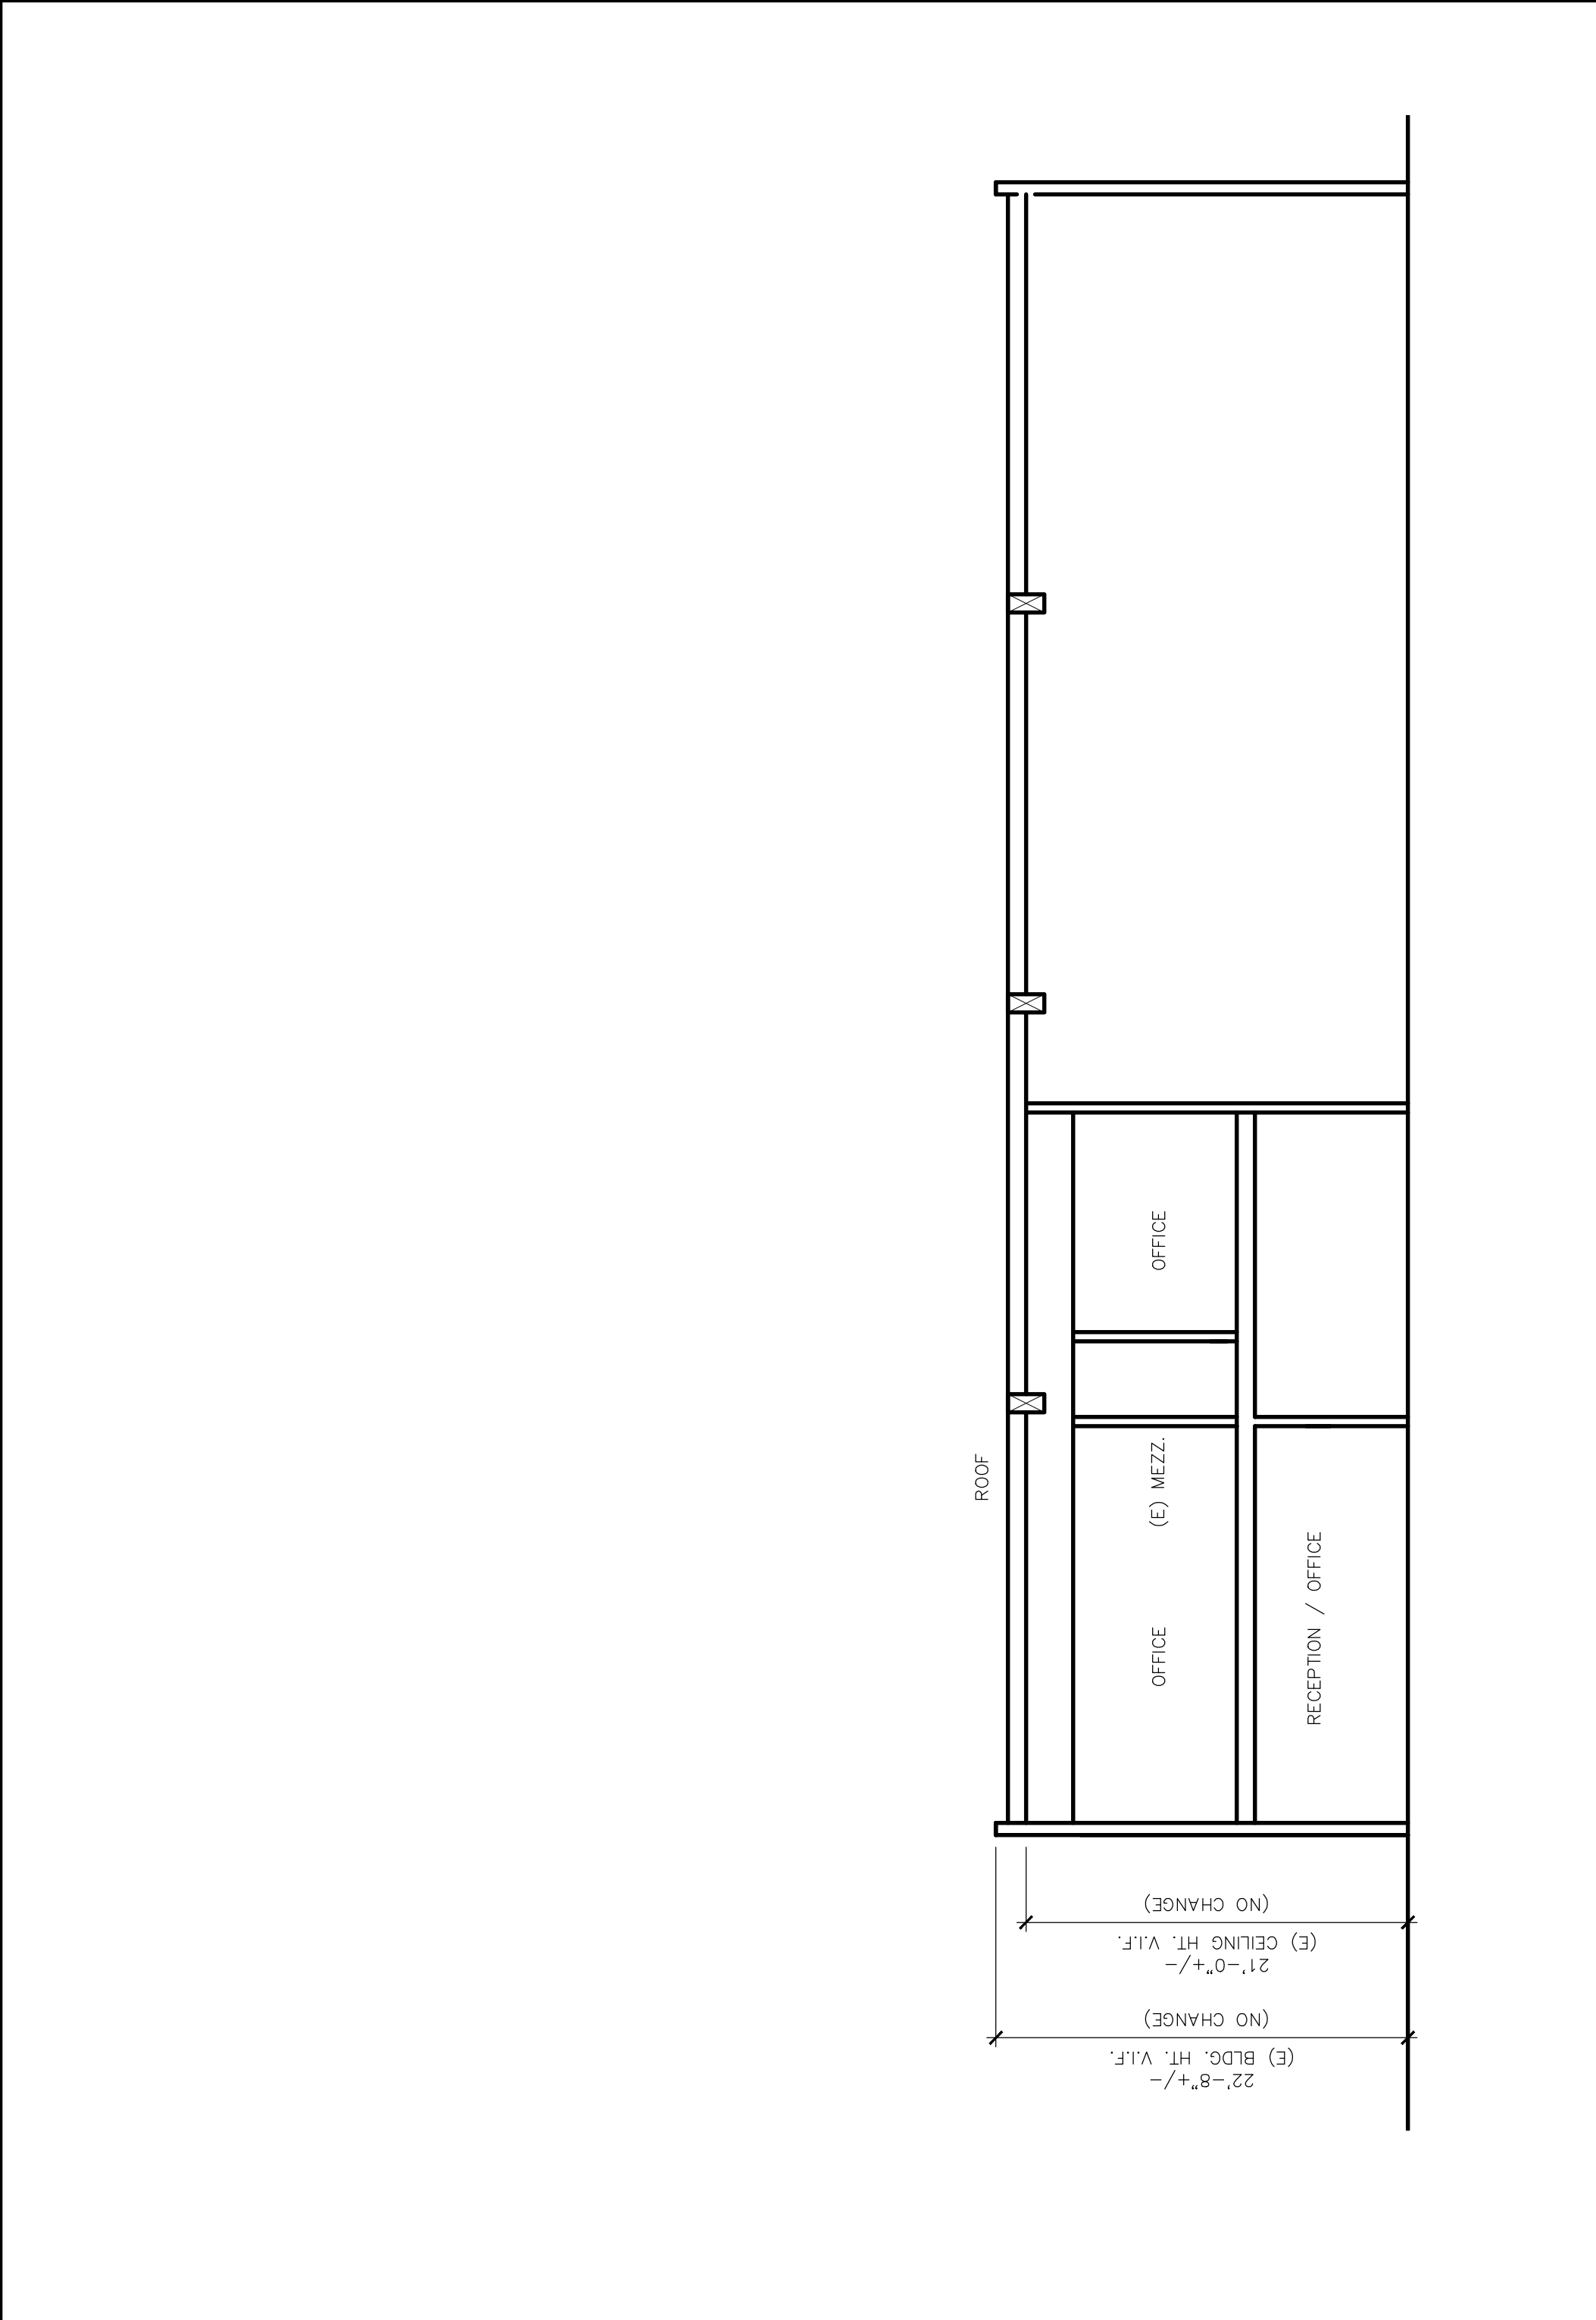 ROOF
OFFICE
(E) MEZZ.
OFFICE
RECEPTION / OFFICE
22'-8"+/-
(E) BLDG. HT. V.I.F.
(NO CHANGE)
21'-0"+/-
(E) CEILING HT. V.I.F.
(NO CHANGE)